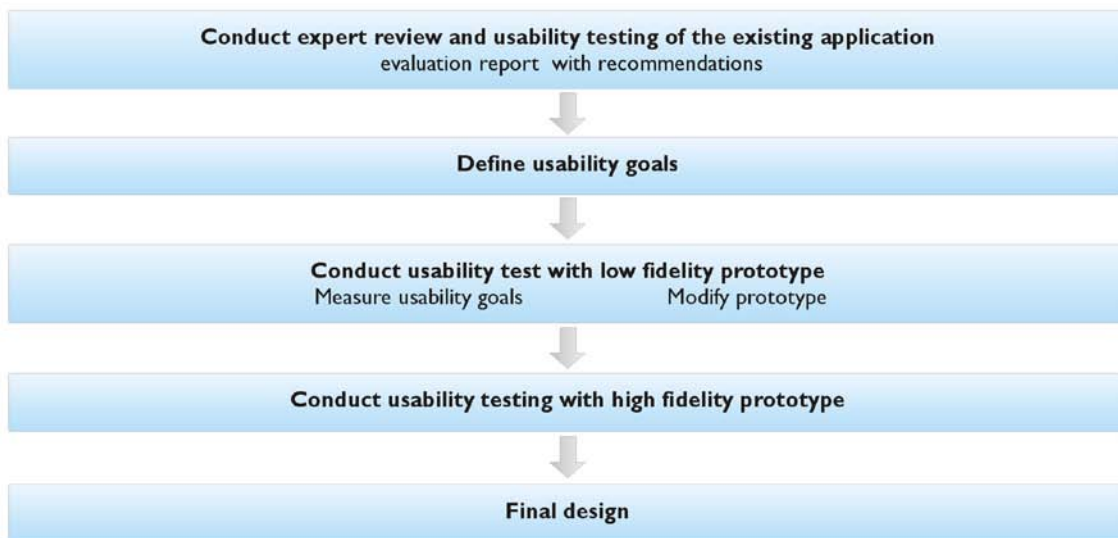 Conduct expert review and usability testing of the existing application
evaluation report with recommendations
Define usability goals
Conduct usability test with low fidelity prototype
Measure usability goals Modify prototype
Conduct usability testing with high fidelity prototype
Final design